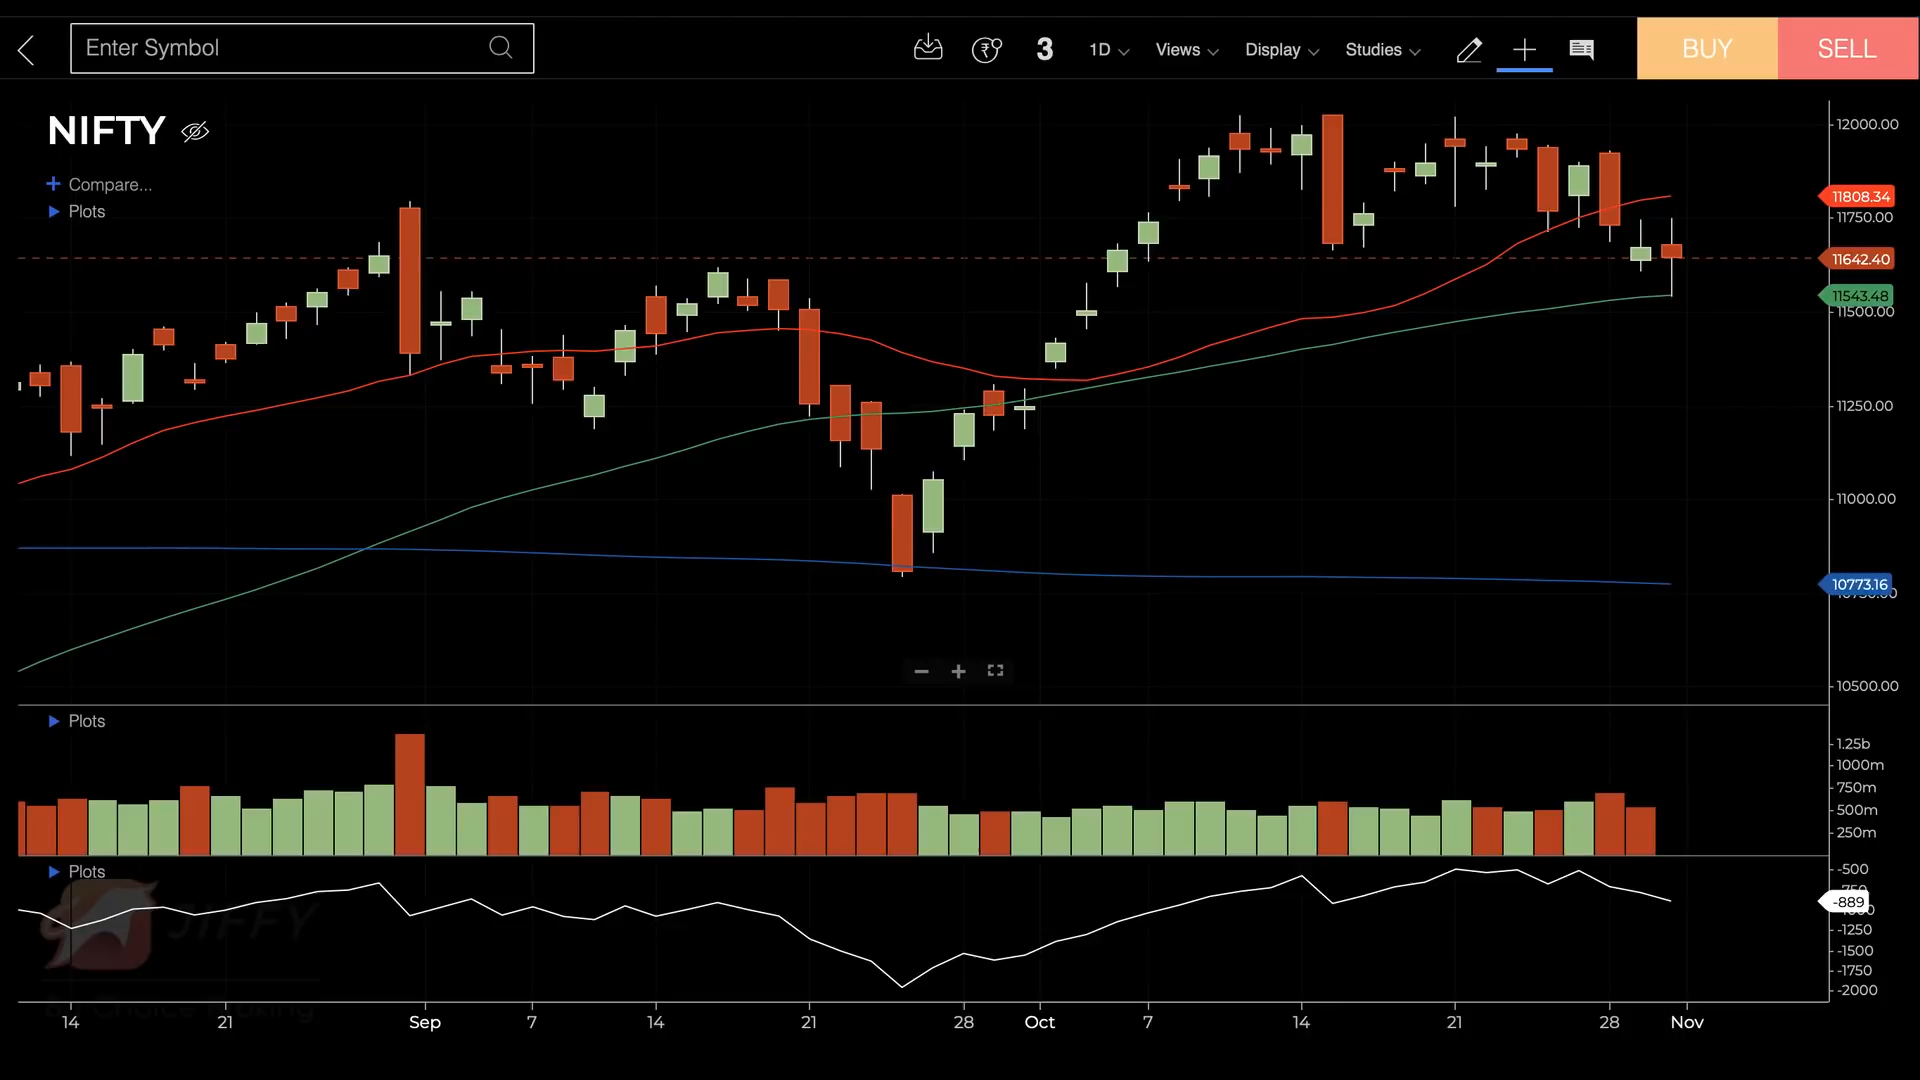 Enter Symbol
3
1D
Views
Display
Studies
BUY
SELL
NIFTY
Compare...
Plots
12000.00
11808.34
11750.00
11642.40
11543.48
11500.00
11250.00
11000.00
10773.16
10500.00
Plots
1.25b
1000m
750m
500m
250m
Plots
JIFFY
-500
-889
-1250
-1500
-1750
-2000
14
21
Sep
7
14
21
28
Oct
7
14
21
28
Nov